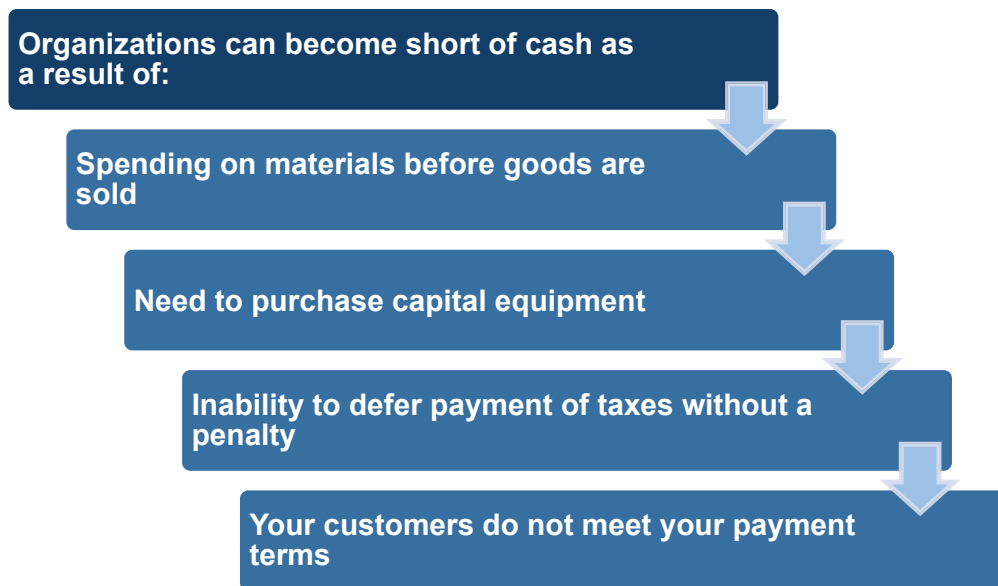 Organizations can become short of cash as
a result of:
Spending on materials before goods are
sold
Need to purchase capital equipment
Inability to defer payment of taxes without a
penalty
Your customers do not meet your payment
terms